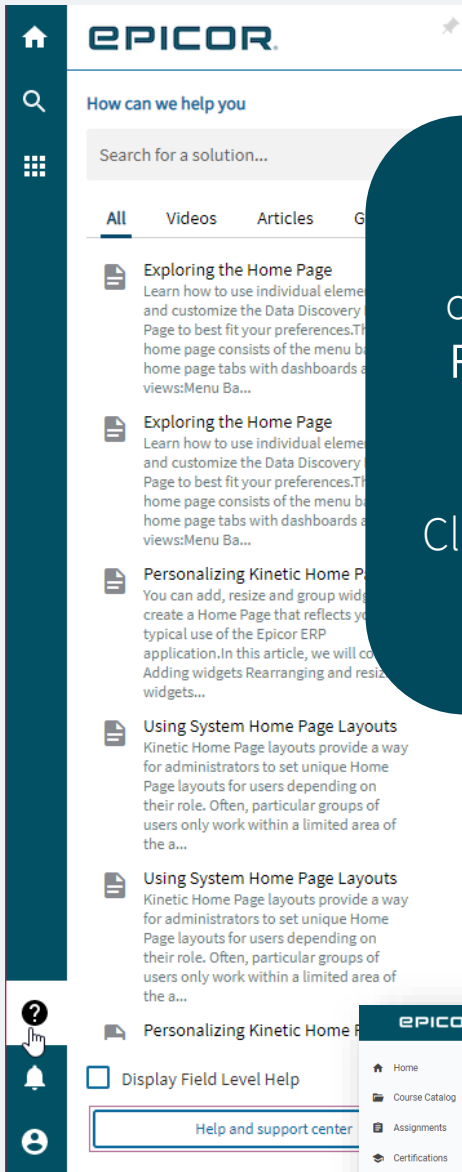 EPICOR
How can we help you
Search for a solution...
All Videos Articles G
Exploring the Home Page
Learn how to use individual eleme
and customize the Data Discovery
Page to best fit your preferences.Th
home page consists of the menu ba
home page tabs with dashboards a
views:Menu Ba...
Exploring the Home Page
Learn how to use individual eleme
and customize the Data Discovery
Page to best fit your preferences.Th
home page consists of the menu ba
home page tabs with dashboards a
views:Menu Ba...
Personalizing Kinetic Home Pa
You can add, resize and group widg
create a Home Page that reflects yo
typical use of the Epicor ERP
application.In this article, we will co
Adding widgets Rearranging and resiz
widgets...
Using System Home Page Layouts
Kinetic Home Page layouts provide a way
for administrators to set unique Home
Page layouts for users depending on
their role. Often, particular groups of
users only work within a limited area of
the a...
Using System Home Page Layouts
Kinetic Home Page layouts provide a way
for administrators to set unique Home
Page layouts for users depending on
their role. Often, particular groups of
users only work within a limited area of
the a...
Personalizing Kinetic Home P
Display Field Level Help
Help and support center
Cl
EPICO
Home
Course Catalog
Assignments
Certifications